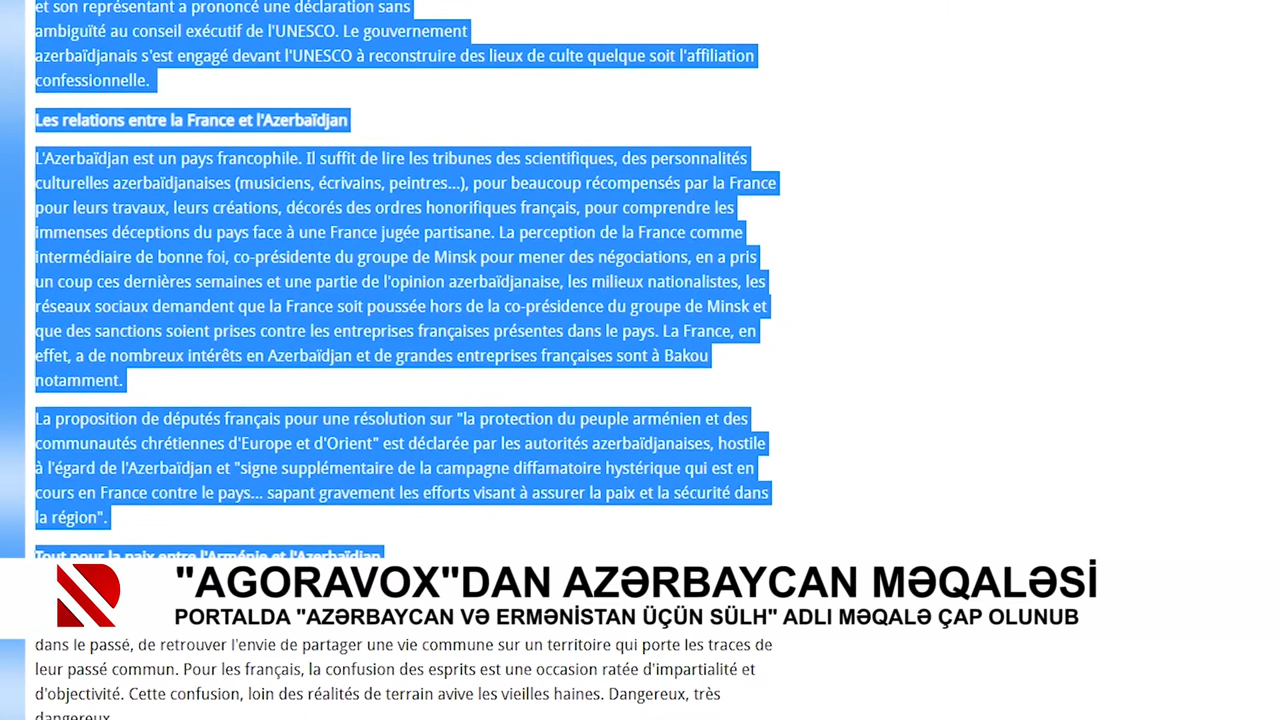 et son représentant a prononcé une déclaration sans
ambiguïté au conseil exécutif de l'UNESCO. Le gouvernement
azerbaïdjanais s'est engagé devant l'UNESCO à reconstruire des lieux de culte quelque soit l'affiliation
confessionnelle.
Les relations entre la France et l'Azerbaïdjan
L'Azerbaïdjan est un pays francophile. Il suffit de lire les tribunes des scientifiques, des personnalités
culturelles azerbaïdjanaises (musiciens, écrivains, peintres...), pour beaucoup récompensés par la France
pour leurs travaux, leurs créations, décorés des ordres honorifiques français, pour comprendre les
immenses déceptions du pays face à une France jugée partisane. La perception de la France comme
intermédiaire de bonne foi, co-présidente du groupe de Minsk pour mener des négociations, en a pris
un coup ces dernières semaines et une partie de l'opinion azerbaïdjanaise, les milieux nationalistes, les
réseaux sociaux demandent que la France soit poussée hors de la co-présidence du groupe de Minsk et
que des sanctions soient prises contre les entreprises françaises présentes dans le pays. La France, en
effet, a de nombreux intérêts en Azerbaïdjan et de grandes entreprises françaises sont à Bakou
notamment.
La proposition de députés français pour une résolution sur "la protection du peuple arménien et des
communautés chrétiennes d'Europe et d'Orient" est déclarée par les autorités azerbaïdjanaises, hostile
à l'égard de l'Azerbaïdjan et "signe supplémentaire de la campagne diffamatoire hystérique qui est en
cours en France contre le pays... sapant gravement les efforts visant à assurer la paix et la sécurité dans
la région".
Tout pour la paix entre l'Arménie et l'Azerbaïdjan
"AGORAVOX"DAN AZƏRBAYCAN MƏQALƏSİ
PORTALDA "AZƏRBAYCAN VƏ ERMƏNİSTAN ÜÇÜN SÜLH" ADLI MƏQALƏ ÇAP OLUNUB
dans le passé, de retrouver l'envie de partager une vie commune sur un territoire qui porte les traces de
leur passé commun. Pour les français, la confusion des esprits est une occasion ratée d'impartialité et
d'objectivité. Cette confusion, loin des réalités de terrain avive les vieilles haines. Dangereux, très
dangereux